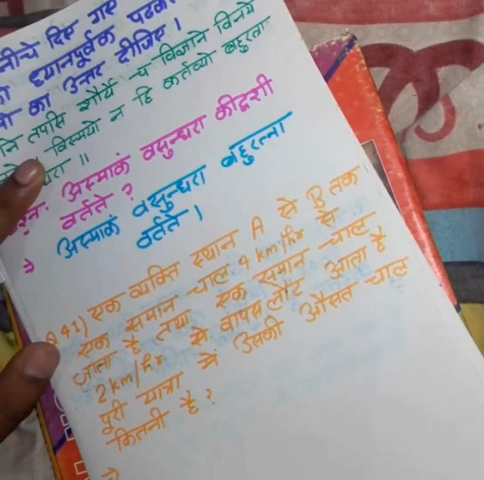 नीचे दिए गए
ध्यानपूर्वक पढ़कर
का उत्तर दीजिए।
तपसि शौर्ये च विज्ञाने विनये
विस्मयो न हि कर्तव्यो बहुरत्ना
धरा ॥
अस्माकं वसुन्धरा कीदृशी
वर्तते ?
⇒ अस्माकं वसुन्धरा बहुरत्ना
वर्तते।
Q 41) एक व्यक्ति स्थान A से B तक
एक समान चाल 4 km/hr से
जाता है तथा एक समान चाल
2 km/hr से वापस लौट आता है
पूरी यात्रा में उसकी औसत चाल
कितनी है ?
⇒